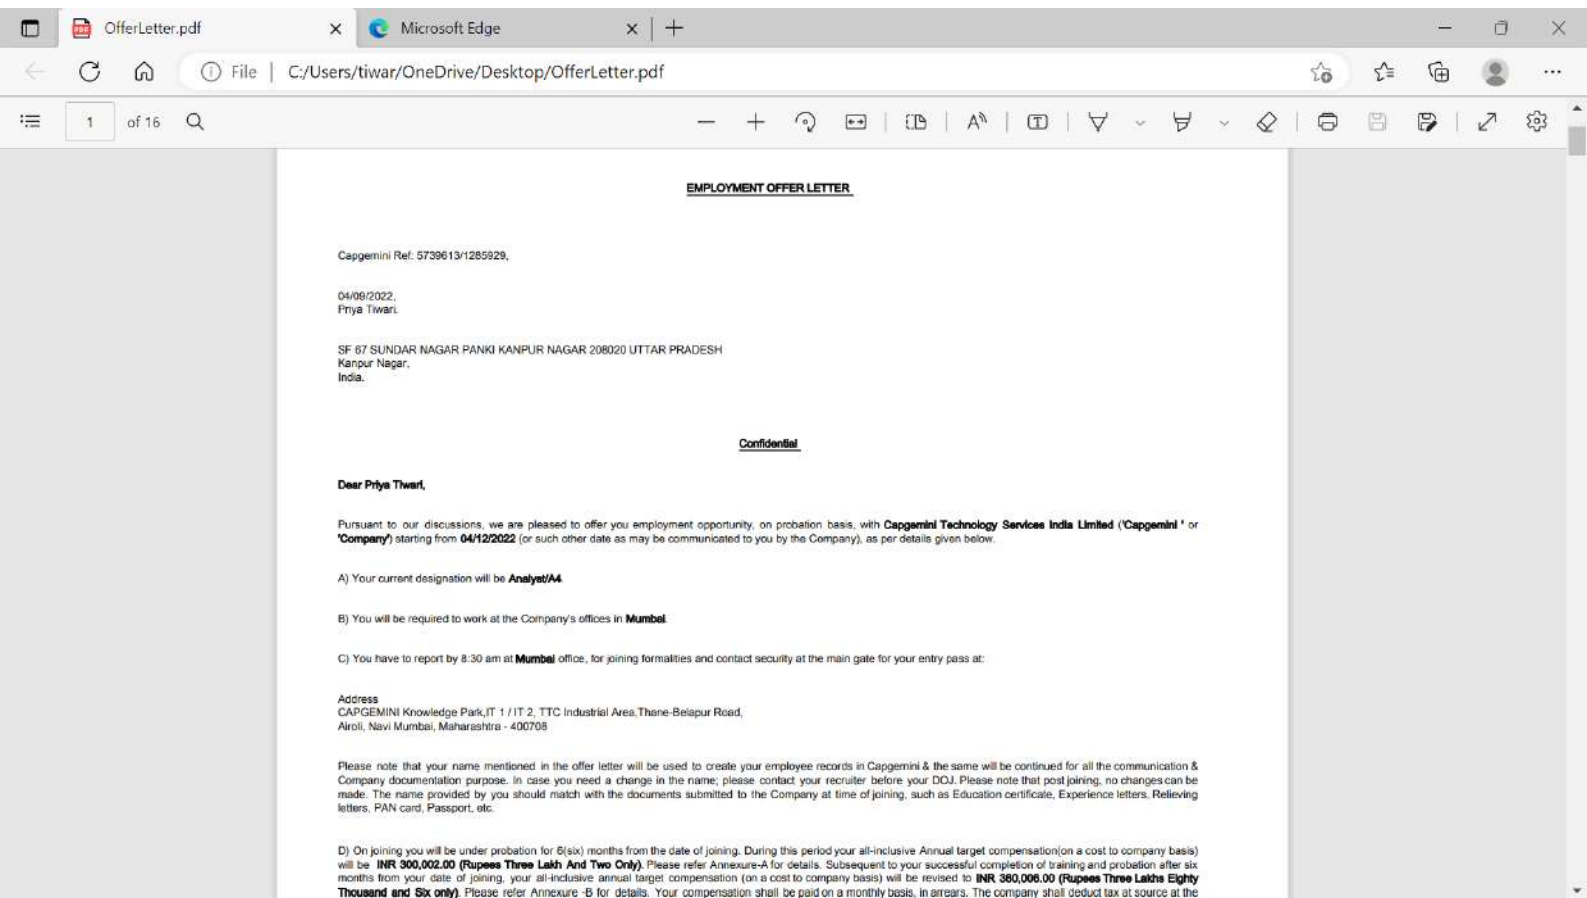 OfferLetter.pdf
Microsoft Edge
File | C:/Users/tiwar/OneDrive/Desktop/OfferLetter.pdf
1 of 16
EMPLOYMENT OFFER LETTER
Capgemini Ref: 5739613/1285929,
04/09/2022,
Priya Tiwari.
SF 67 SUNDAR NAGAR PANKI KANPUR NAGAR 208020 UTTAR PRADESH
Kanpur Nagar,
India.
Confidential
Dear Priya Tiwari,
Pursuant to our discussions, we are pleased to offer you employment opportunity, on probation basis, with Capgemini Technology Services India Limited ('Capgemini ' or
'Company') starting from 04/12/2022 (or such other date as may be communicated to you by the Company), as per details given below.
A) Your current designation will be Analyst/A4.
B) You will be required to work at the Company's offices in Mumbai.
C) You have to report by 8:30 am at Mumbai office, for joining formalities and contact security at the main gate for your entry pass at:
Address
CAPGEMINI Knowledge Park,IT 1 / IT 2, TTC Industrial Area,Thane-Belapur Road,
Airoli, Navi Mumbai, Maharashtra - 400708
Please note that your name mentioned in the offer letter will be used to create your employee records in Capgemini & the same will be continued for all the communication &
Company documentation purpose. In case you need a change in the name; please contact your recruiter before your DOJ. Please note that post joining, no changes can be
made. The name provided by you should match with the documents submitted to the Company at time of joining, such as Education certificate, Experience letters, Relieving
letters, PAN card, Passport, etc.
D) On joining you will be under probation for 6(six) months from the date of joining. During this period your all-inclusive Annual target compensation(on a cost to company basis)
will be INR 300,002.00 (Rupees Three Lakh And Two Only). Please refer Annexure-A for details. Subsequent to your successful completion of training and probation after six
months from your date of joining, your all-inclusive annual target compensation (on a cost to company basis) will be revised to INR 380,006.00 (Rupees Three Lakhs Eighty
Thousand and Six only). Please refer Annexure -B for details. Your compensation shall be paid on a monthly basis, in arrears. The company shall deduct tax at source at the